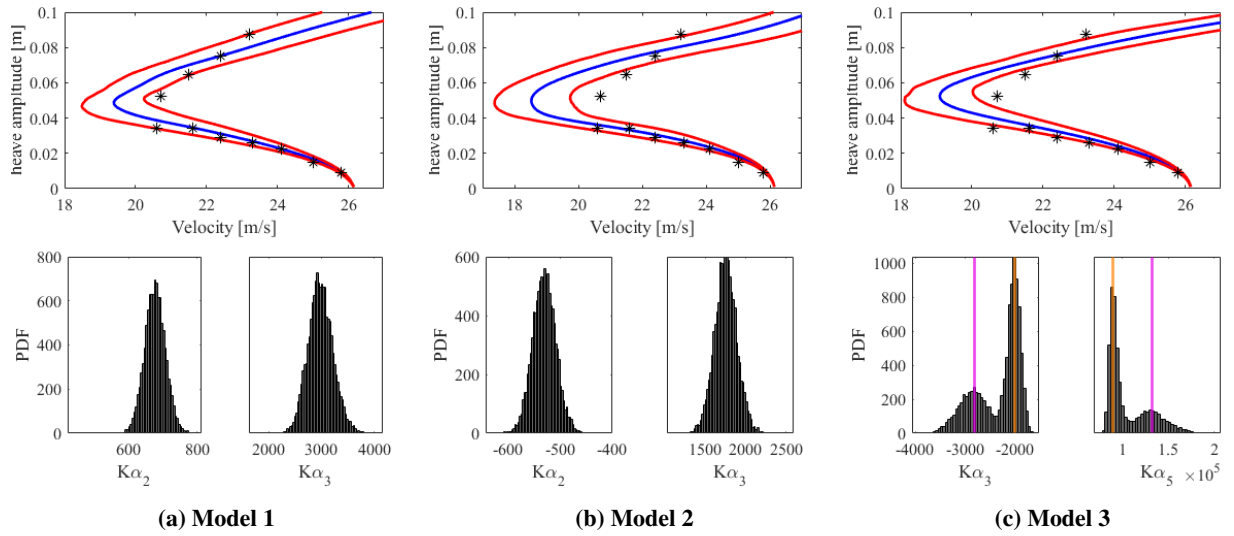 heave amplitude [m]
0.1
0.08
0.06
0.04
0.02
0
18 20 22 24 26
Velocity [m/s]
heave amplitude [m]
0.1
0.08
0.06
0.04
0.02
0
18 20 22 24 26
Velocity [m/s]
heave amplitude [m]
0.1
0.08
0.06
0.04
0.02
0
18 20 22 24 26
Velocity [m/s]
PDF
800
600
400
200
0
600 800
Kα₂
2000 3000 4000
Kα₃
PDF
600
400
200
0
-600 -500 -400
Kα₂
1500 2000 2500
Kα₃
PDF
1000
800
600
400
200
0
-4000 -3000 -2000
Kα₃
1 1.5 2
Kα₅ ×10⁵
(a) Model 1
(b) Model 2
(c) Model 3